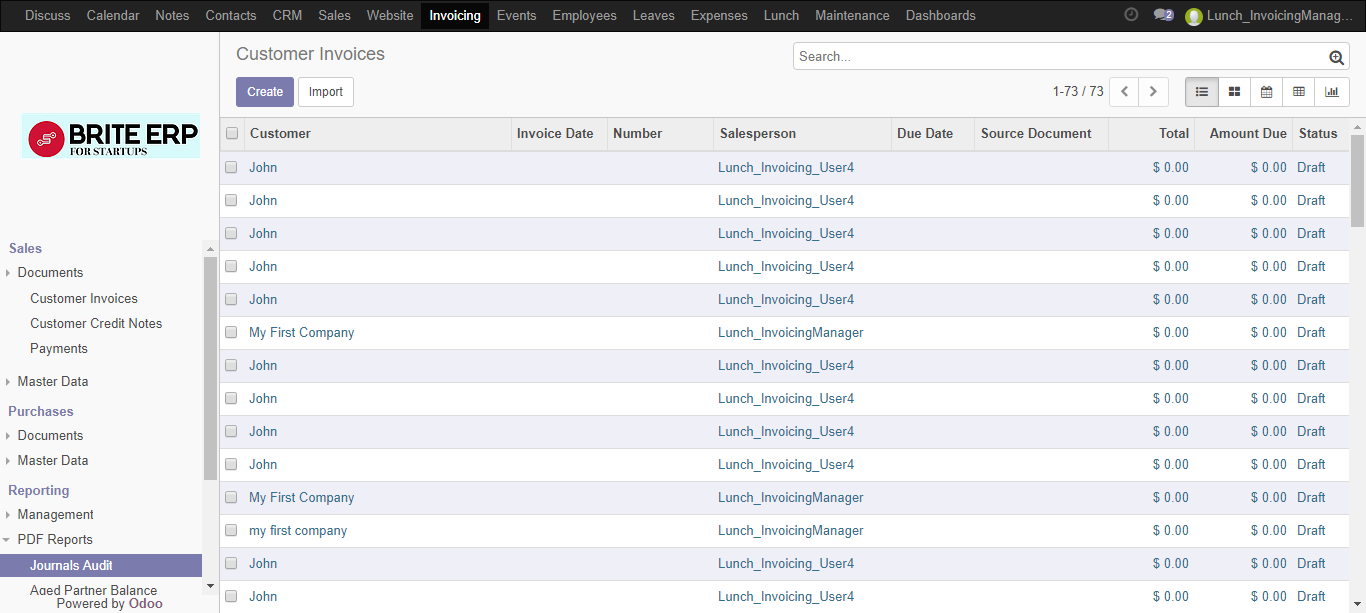 Discuss Calendar Notes Contacts CRM Sales Website Invoicing Events Employees Leaves Expenses Lunch Maintenance Dashboards 2 Lunch_InvoicingManag...
BRITE ERP
FOR STARTUPS
Sales
Documents
Customer Invoices
Customer Credit Notes
Payments
Master Data
Purchases
Documents
Master Data
Reporting
Management
PDF Reports
Journals Audit
Aged Partner Balance
Powered by Odoo
Customer Invoices
Search...
Create Import
1-73 / 73
Customer Invoice Date Number Salesperson Due Date Source Document Total Amount Due Status
John Lunch_Invoicing_User4 $ 0.00 $ 0.00 Draft
John Lunch_Invoicing_User4 $ 0.00 $ 0.00 Draft
John Lunch_Invoicing_User4 $ 0.00 $ 0.00 Draft
John Lunch_Invoicing_User4 $ 0.00 $ 0.00 Draft
John Lunch_Invoicing_User4 $ 0.00 $ 0.00 Draft
My First Company Lunch_InvoicingManager $ 0.00 $ 0.00 Draft
John Lunch_Invoicing_User4 $ 0.00 $ 0.00 Draft
John Lunch_Invoicing_User4 $ 0.00 $ 0.00 Draft
John Lunch_Invoicing_User4 $ 0.00 $ 0.00 Draft
John Lunch_Invoicing_User4 $ 0.00 $ 0.00 Draft
My First Company Lunch_InvoicingManager $ 0.00 $ 0.00 Draft
my first company Lunch_InvoicingManager $ 0.00 $ 0.00 Draft
John Lunch_Invoicing_User4 $ 0.00 $ 0.00 Draft
John Lunch_Invoicing_User4 $ 0.00 $ 0.00 Draft